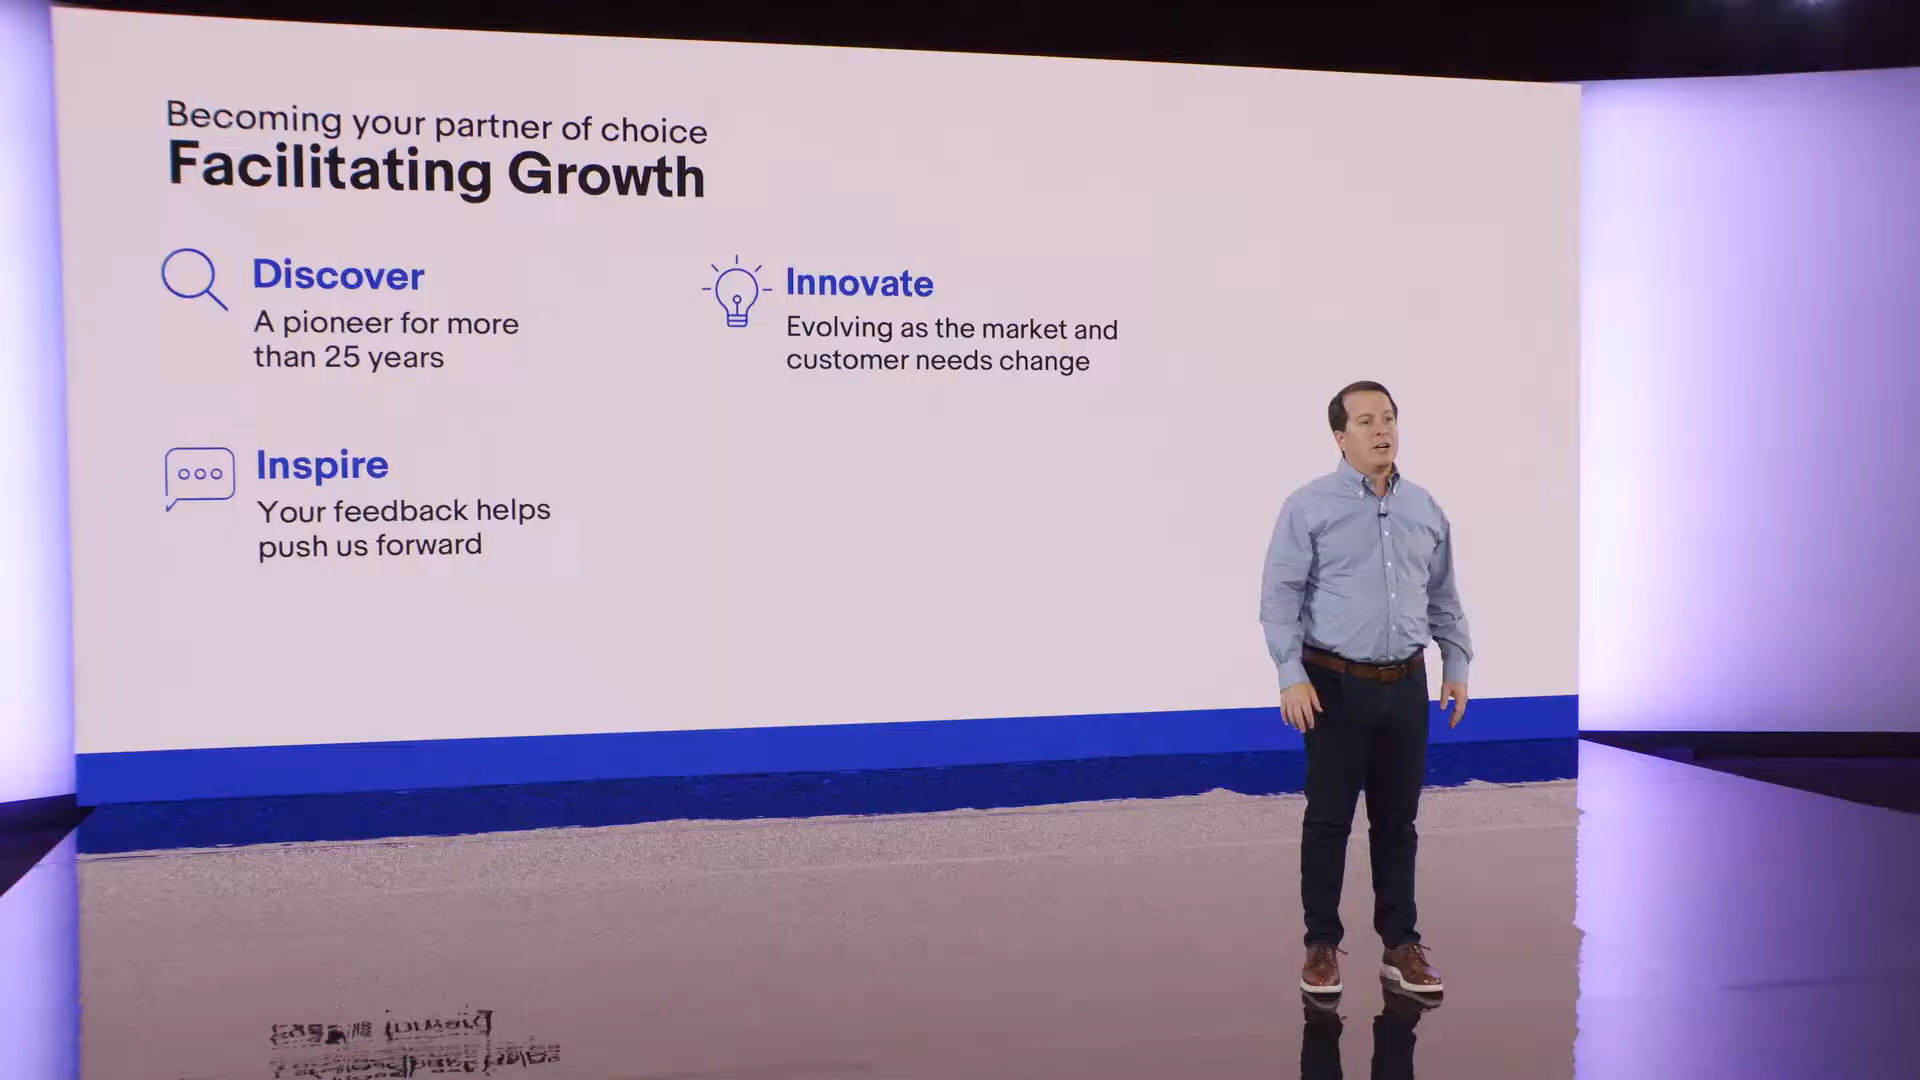 Becoming your partner of choice
Facilitating Growth
Discover
A pioneer for more
than 25 years
Innovate
Evolving as the market and
customer needs change
Inspire
Your feedback helps
push us forward